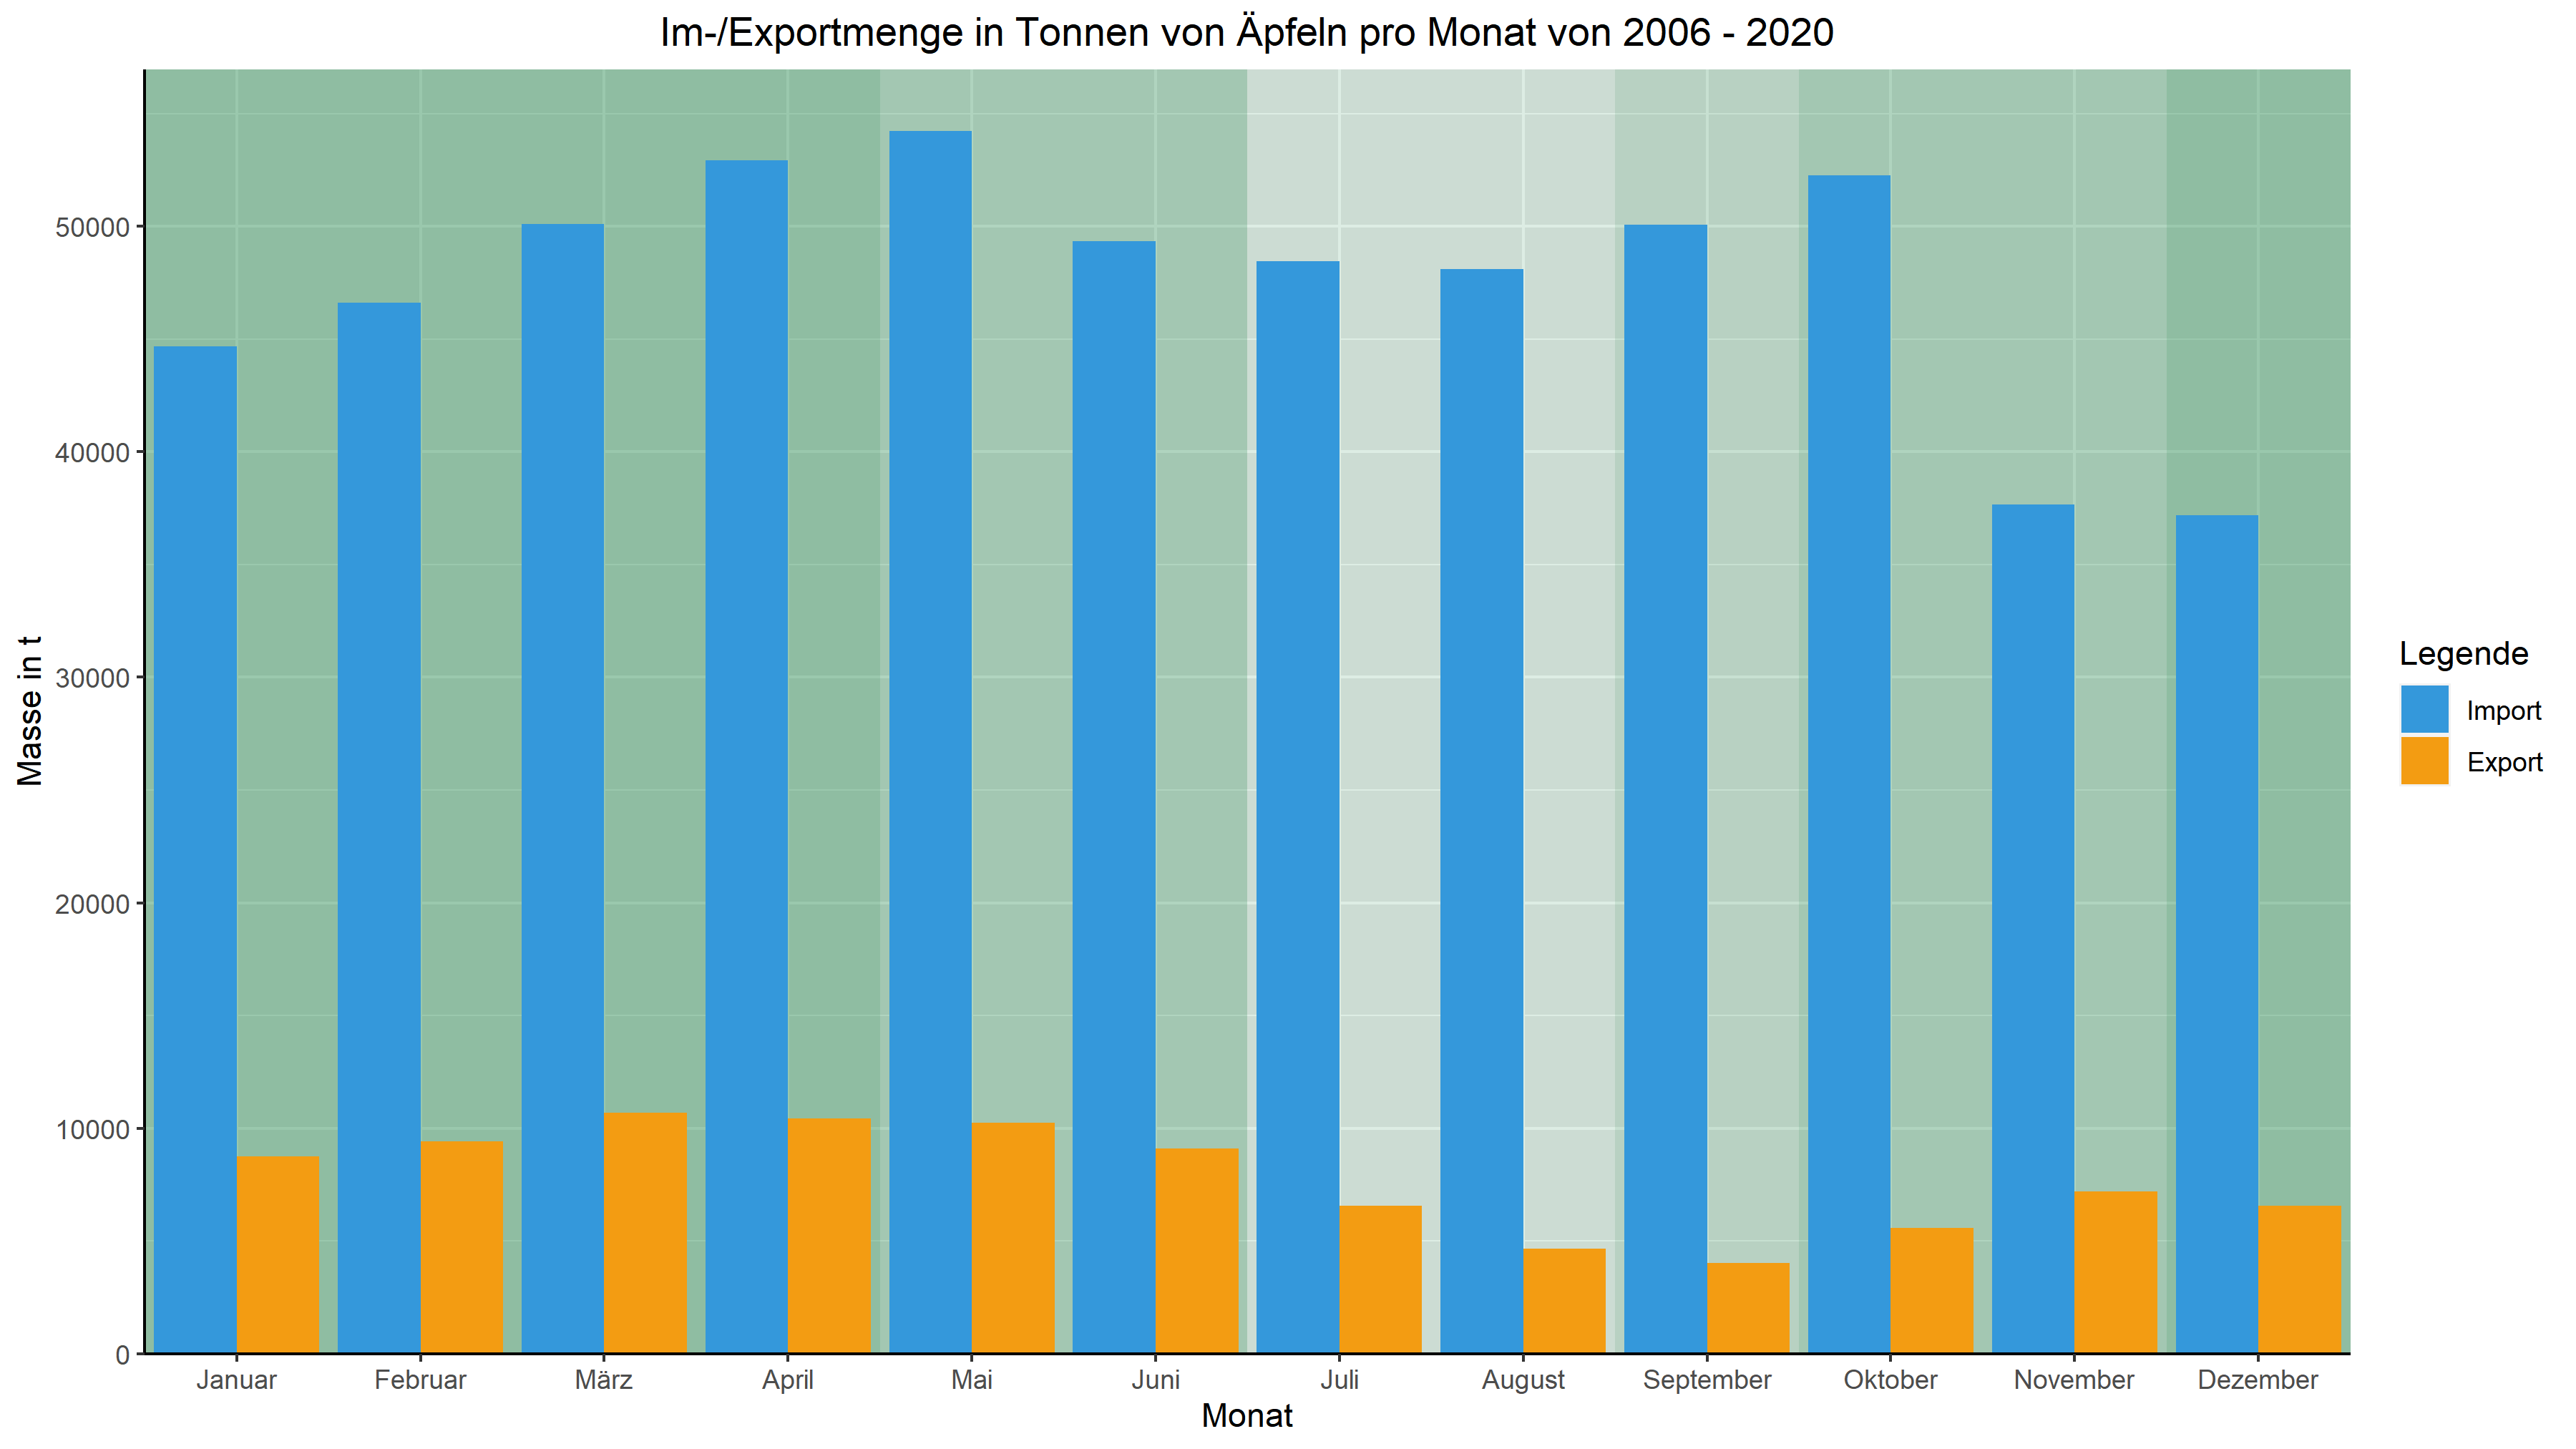 Im-/Exportmenge in Tonnen von Äpfeln pro Monat von 2006 - 2020
Masse in t
50000
40000
30000
20000
10000
0
Januar Februar März April Mai Juni Juli August September Oktober November Dezember
Monat
Legende
Import
Export